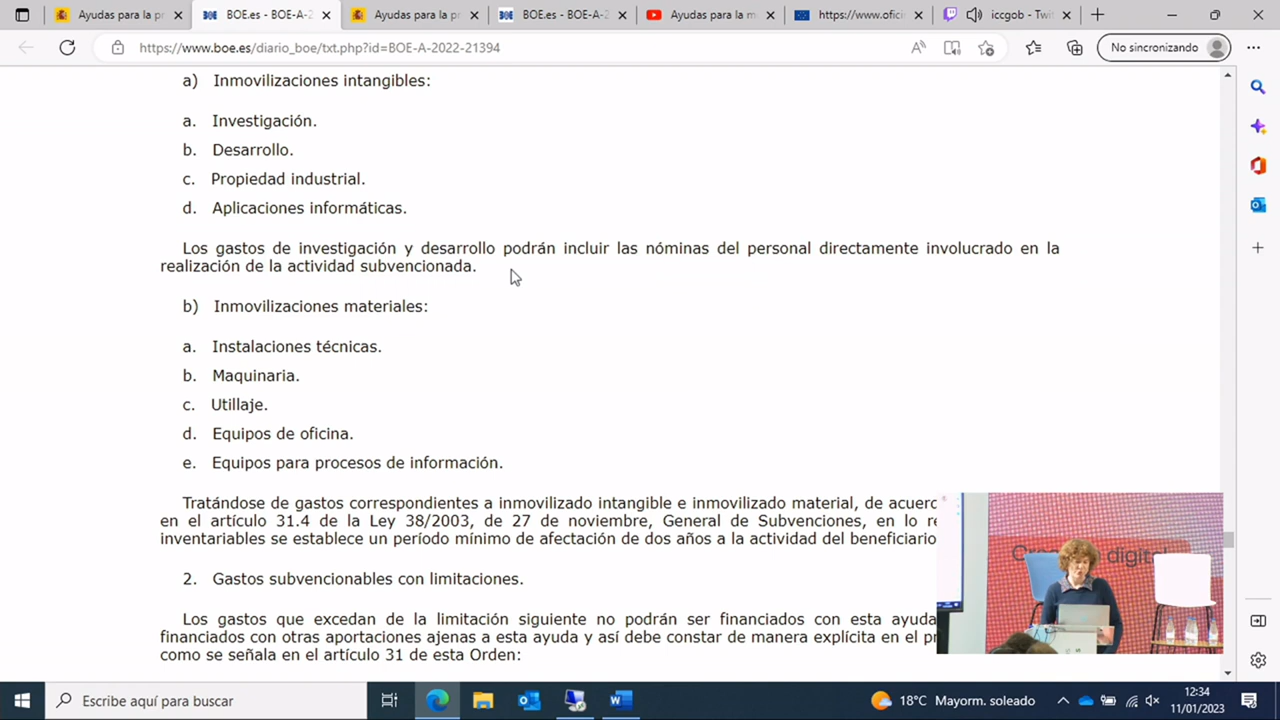 Ayudas para la p
BOE.es - BOE-A-2
Ayudas para la pr
BOE.es - BOE-A-2
Ayudas para la m
https://www.ofici
iccgob - Twi
https://www.boe.es/diario_boe/txt.php?id=BOE-A-2022-21394
No sincronizando
a) Inmovilizaciones intangibles:
a. Investigación.
b. Desarrollo.
c. Propiedad industrial.
d. Aplicaciones informáticas.
Los gastos de investigación y desarrollo podrán incluir las nóminas del personal directamente involucrado en la
realización de la actividad subvencionada.
b) Inmovilizaciones materiales:
a. Instalaciones técnicas.
b. Maquinaria.
c. Utillaje.
d. Equipos de oficina.
e. Equipos para procesos de información.
Tratándose de gastos correspondientes a inmovilizado intangible e inmovilizado material, de acuerd
en el artículo 31.4 de la Ley 38/2003, de 27 de noviembre, General de Subvenciones, en lo re
inventariables se establece un período mínimo de afectación de dos años a la actividad del beneficiario
digital
2. Gastos subvencionables con limitaciones.
Los gastos que excedan de la limitación siguiente no podrán ser financiados con esta ayuda
financiados con otras aportaciones ajenas a esta ayuda y así debe constar de manera explícita en el pr
como se señala en el artículo 31 de esta Orden:
Escribe aquí para buscar
18°C Mayorm. soleado
12:34
11/01/2023